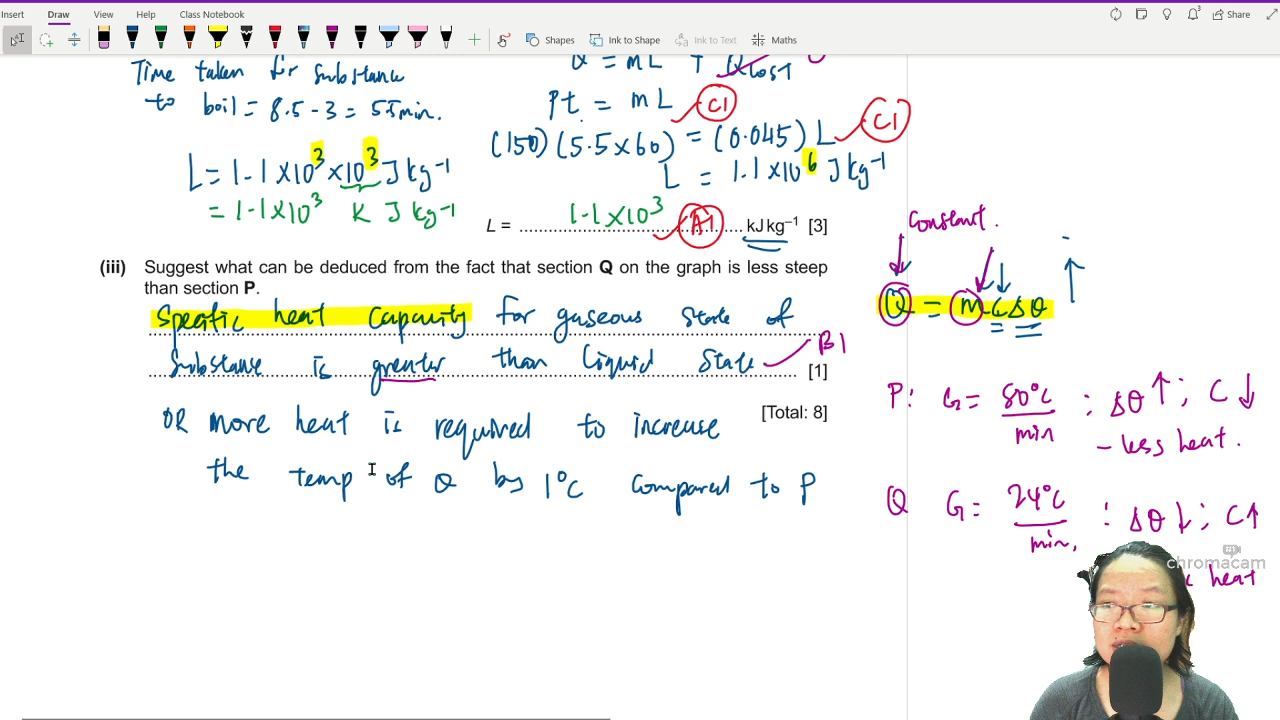 Insert Draw View Help Class Notebook Share
Shapes Ink to Shape Ink to Text Maths
Time taken for substance
to boil = 8.5 - 3 = 5.5 min.
Q = mL + Q lost
Pt = mL C1
(150)(5.5×60) = (0.045) L C1
L = 1.1×10⁶ J kg⁻¹
L = 1.1×10³ ×10³ J kg⁻¹
= 1.1×10³ K J kg⁻¹
L = 1.1×10³ A1 kJ kg⁻¹ [3]
(iii) Suggest what can be deduced from the fact that section Q on the graph is less steep
than section P.
Specific heat capacity for gaseous state of
substance is greater than liquid state B1
[1]
[Total: 8]
OR more heat is required to increase
the temp of Q by 1°C compared to P
constant.
Q = m c Δθ
P: G = 80°C/min : Δθ ↑; C ↓
- less heat.
Q G = 24°C/min, : Δθ ↓; C ↑
heat
chromacam